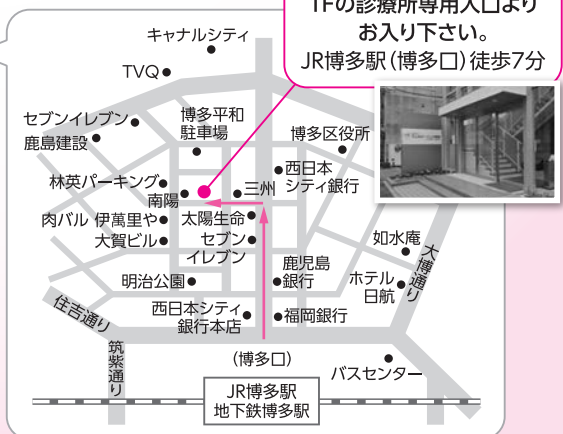 1Fの診療所専用入口より
お入り下さい。
JR博多駅(博多口)徒歩7分
キャナルシティ
TVQ
セブンイレブン
鹿島建設
博多平和
駐車場
博多区役所
西日本
シティ銀行
林英パーキング
南陽
三州
肉バル 伊萬里や
太陽生命
大賀ビル
セブン
イレブン
如水庵
大博通り
明治公園
鹿児島
銀行
ホテル
日航
住吉通り
西日本シティ
銀行本店
福岡銀行
筑紫通り
(博多口)
バスセンター
JR博多駅
地下鉄博多駅